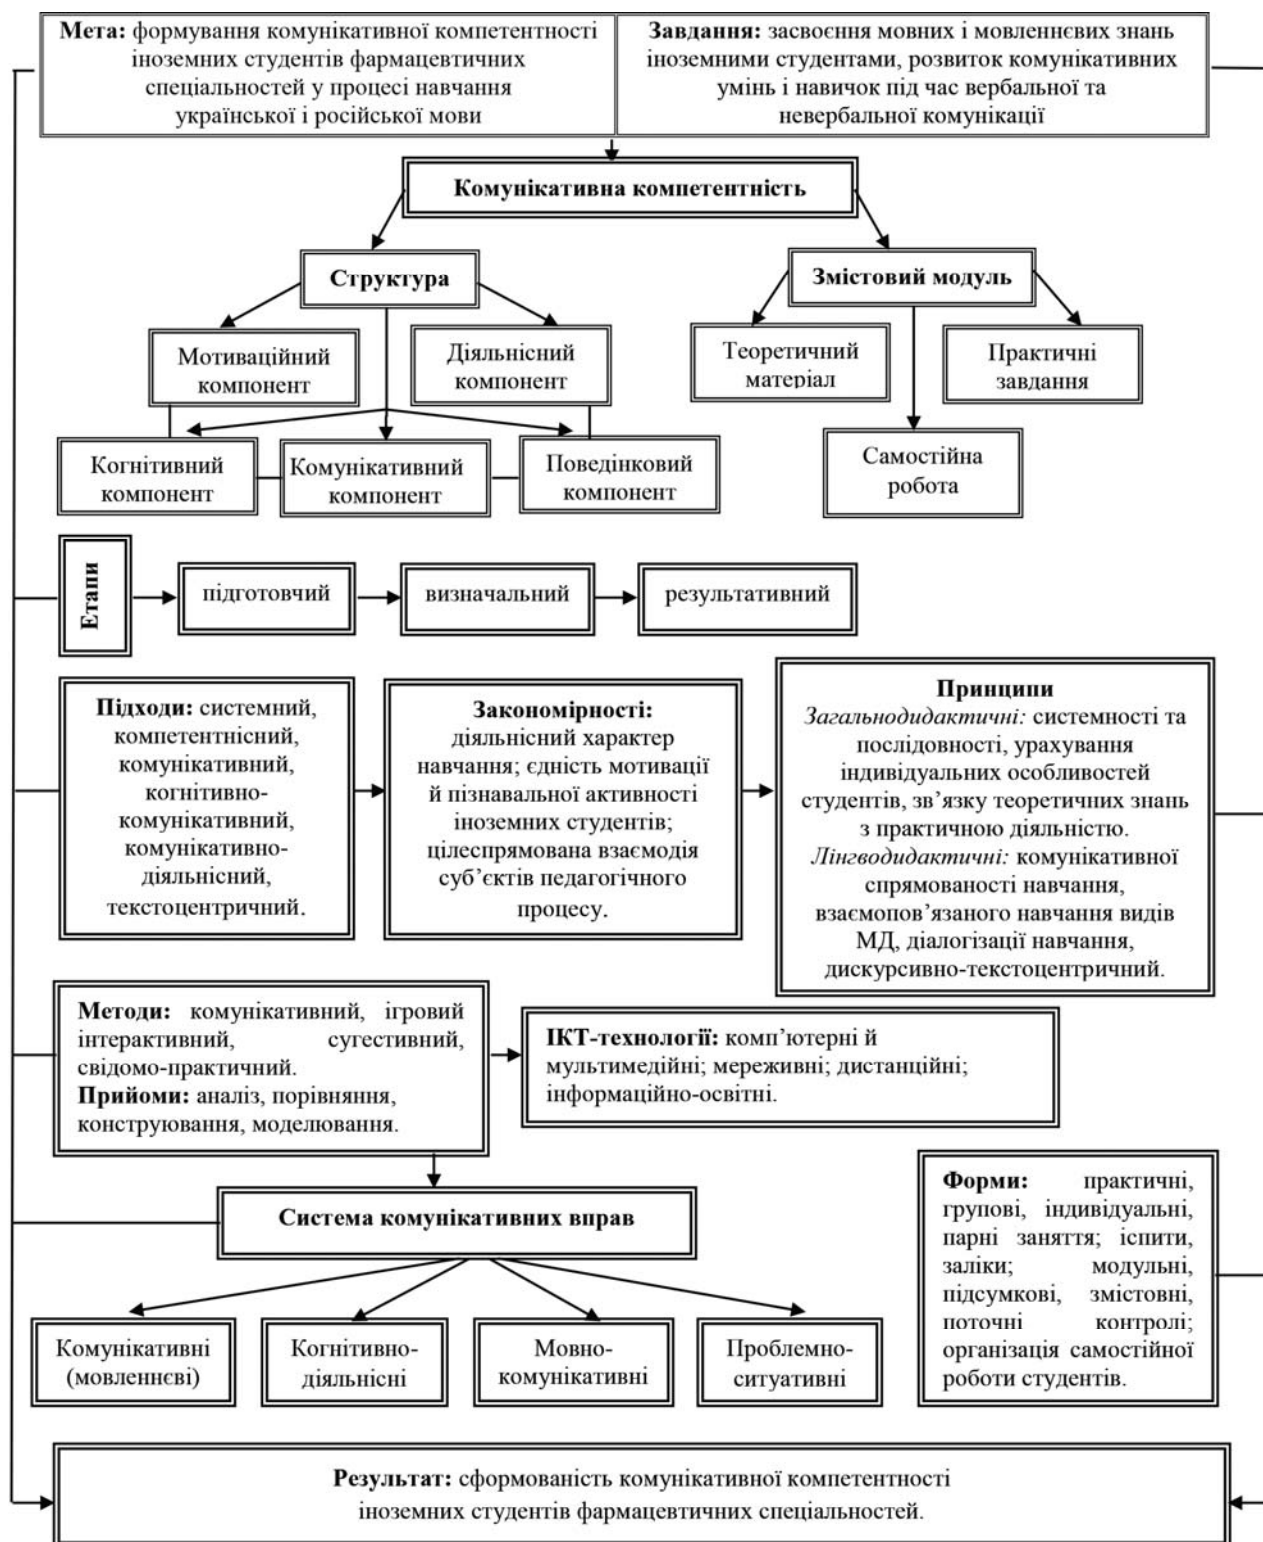 Мета: формування комунікативної компетентності
іноземних студентів фармацевтичних
спеціальностей у процесі навчання
української і російської мови
Завдання: засвоєння мовних і мовленнєвих знань
іноземними студентами, розвиток комунікативних
умінь і навичок під час вербальної та
невербальної комунікації
Комунікативна компетентність
Структура
Змістовий модуль
Мотиваційний
компонент
Діяльнісний
компонент
Теоретичний
матеріал
Практичні
завдання
Когнітивний
компонент
Комунікативний
компонент
Поведінковий
компонент
Самостійна
робота
Етапи
підготовчий
визначальний
результативний
Підходи: системний,
компетентнісний,
комунікативний,
когнітивно-
комунікативний,
комунікативно-
діяльнісний,
текстоцентричний.
Закономірності:
діяльнісний характер
навчання; єдність мотивації
й пізнавальної активності
іноземних студентів;
цілеспрямована взаємодія
суб’єктів педагогічного
процесу.
Принципи
Загальнодидактичні: системності та
послідовності, урахування
індивідуальних особливостей
студентів, зв’язку теоретичних знань
з практичною діяльністю.
Лінгводидактичні: комунікативної
спрямованості навчання,
взаємопов’язаного навчання видів
МД, діалогізації навчання,
дискурсивно-текстоцентричний.
Методи: комунікативний, ігровий
інтерактивний, сугестивний,
свідомо-практичний.
Прийоми: аналіз, порівняння,
конструювання, моделювання.
ІКТ-технології: комп’ютерні й
мультимедійні; мереживні; дистанційні;
інформаційно-освітні.
Система комунікативних вправ
Форми: практичні,
групові, індивідуальні,
парні заняття; іспити,
заліки; модульні,
підсумкові, змістовні,
поточні контролі;
організація самостійної
роботи студентів.
Комунікативні
(мовленнєві)
Когнітивно-
діяльнісні
Мовно-
комунікативні
Проблемно-
ситуативні
Результат: сформованість комунікативної компетентності
іноземних студентів фармацевтичних спеціальностей.